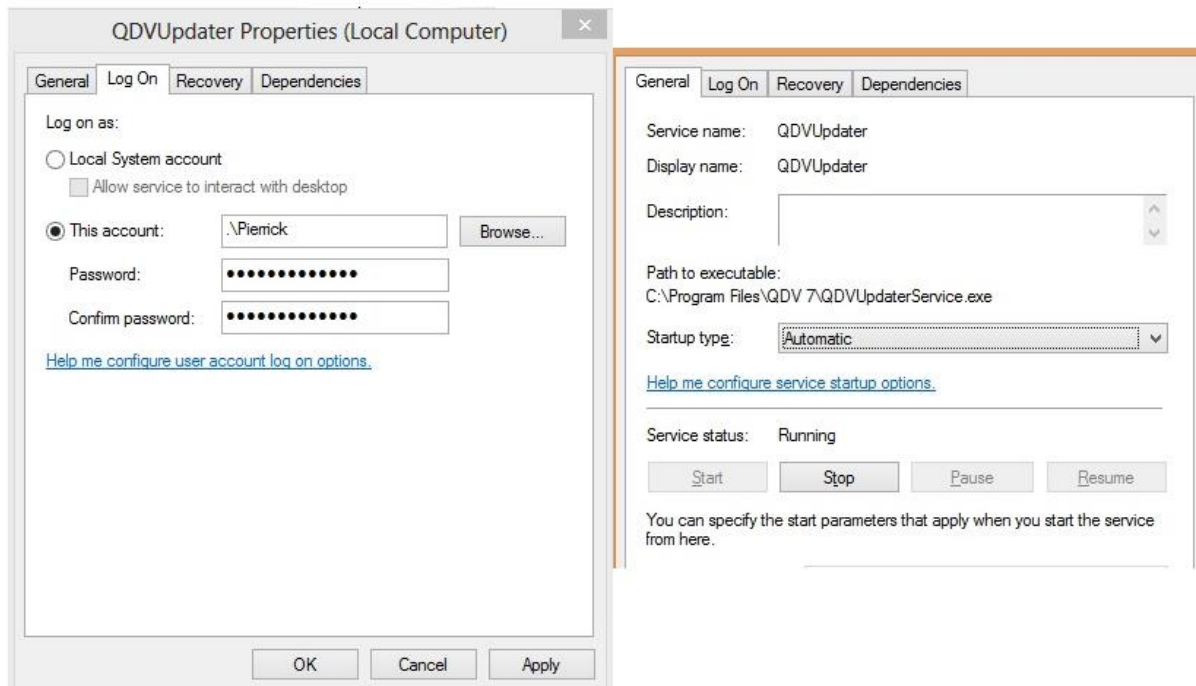 QDVUpdater Properties (Local Computer)
General Log On Recovery Dependencies
Log on as:
Local System account
Allow service to interact with desktop
This account: .\Pierrick Browse...
Password: •••••••••••••
Confirm password: •••••••••••••
Help me configure user account log on options.
OK Cancel Apply
General Log On Recovery Dependencies
Service name: QDVUpdater
Display name: QDVUpdater
Description:
Path to executable:
C:\Program Files\QDV 7\QDVUpdaterService.exe
Startup type: Automatic
Help me configure service startup options.
Service status: Running
Start Stop Pause Resume
You can specify the start parameters that apply when you start the service
from here.